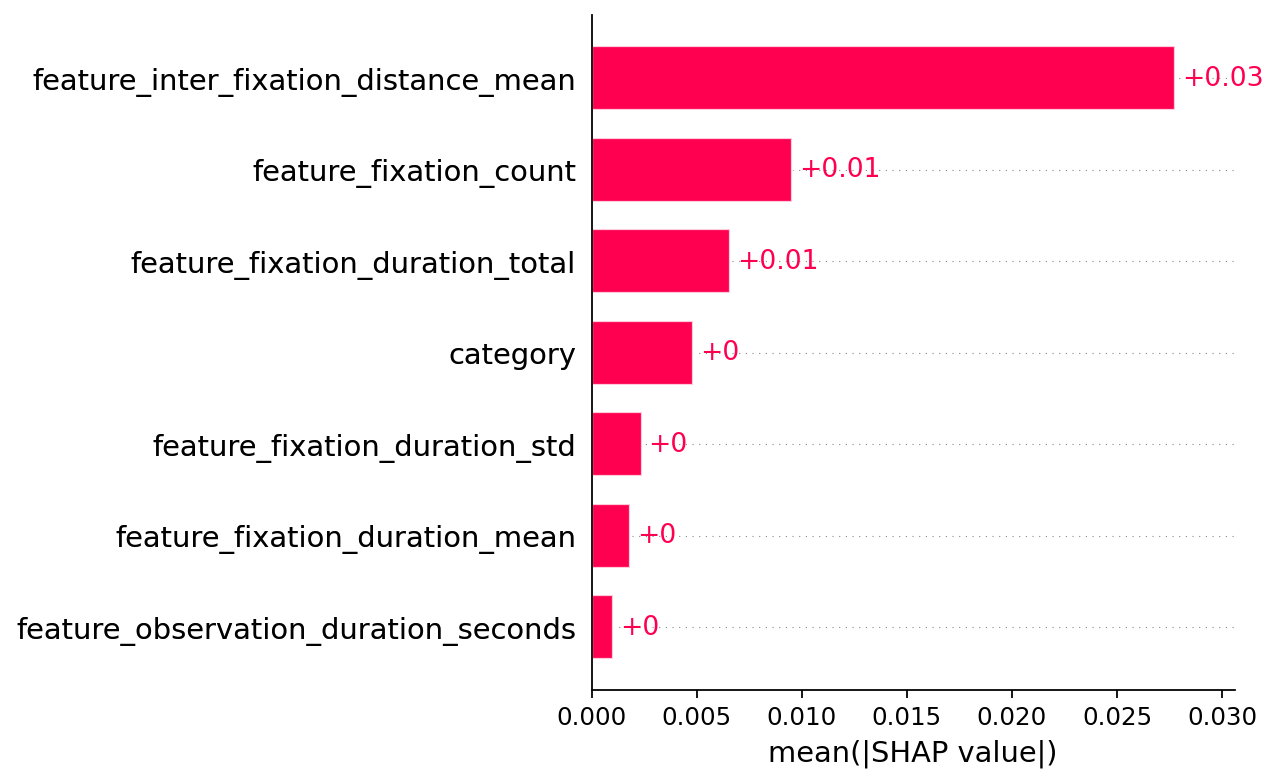 feature_inter_fixation_distance_mean +0.03
feature_fixation_count +0.01
feature_fixation_duration_total +0.01
category +0
feature_fixation_duration_std +0
feature_fixation_duration_mean +0
feature_observation_duration_seconds +0
0.000 0.005 0.010 0.015 0.020 0.025 0.030
mean(|SHAP value|)